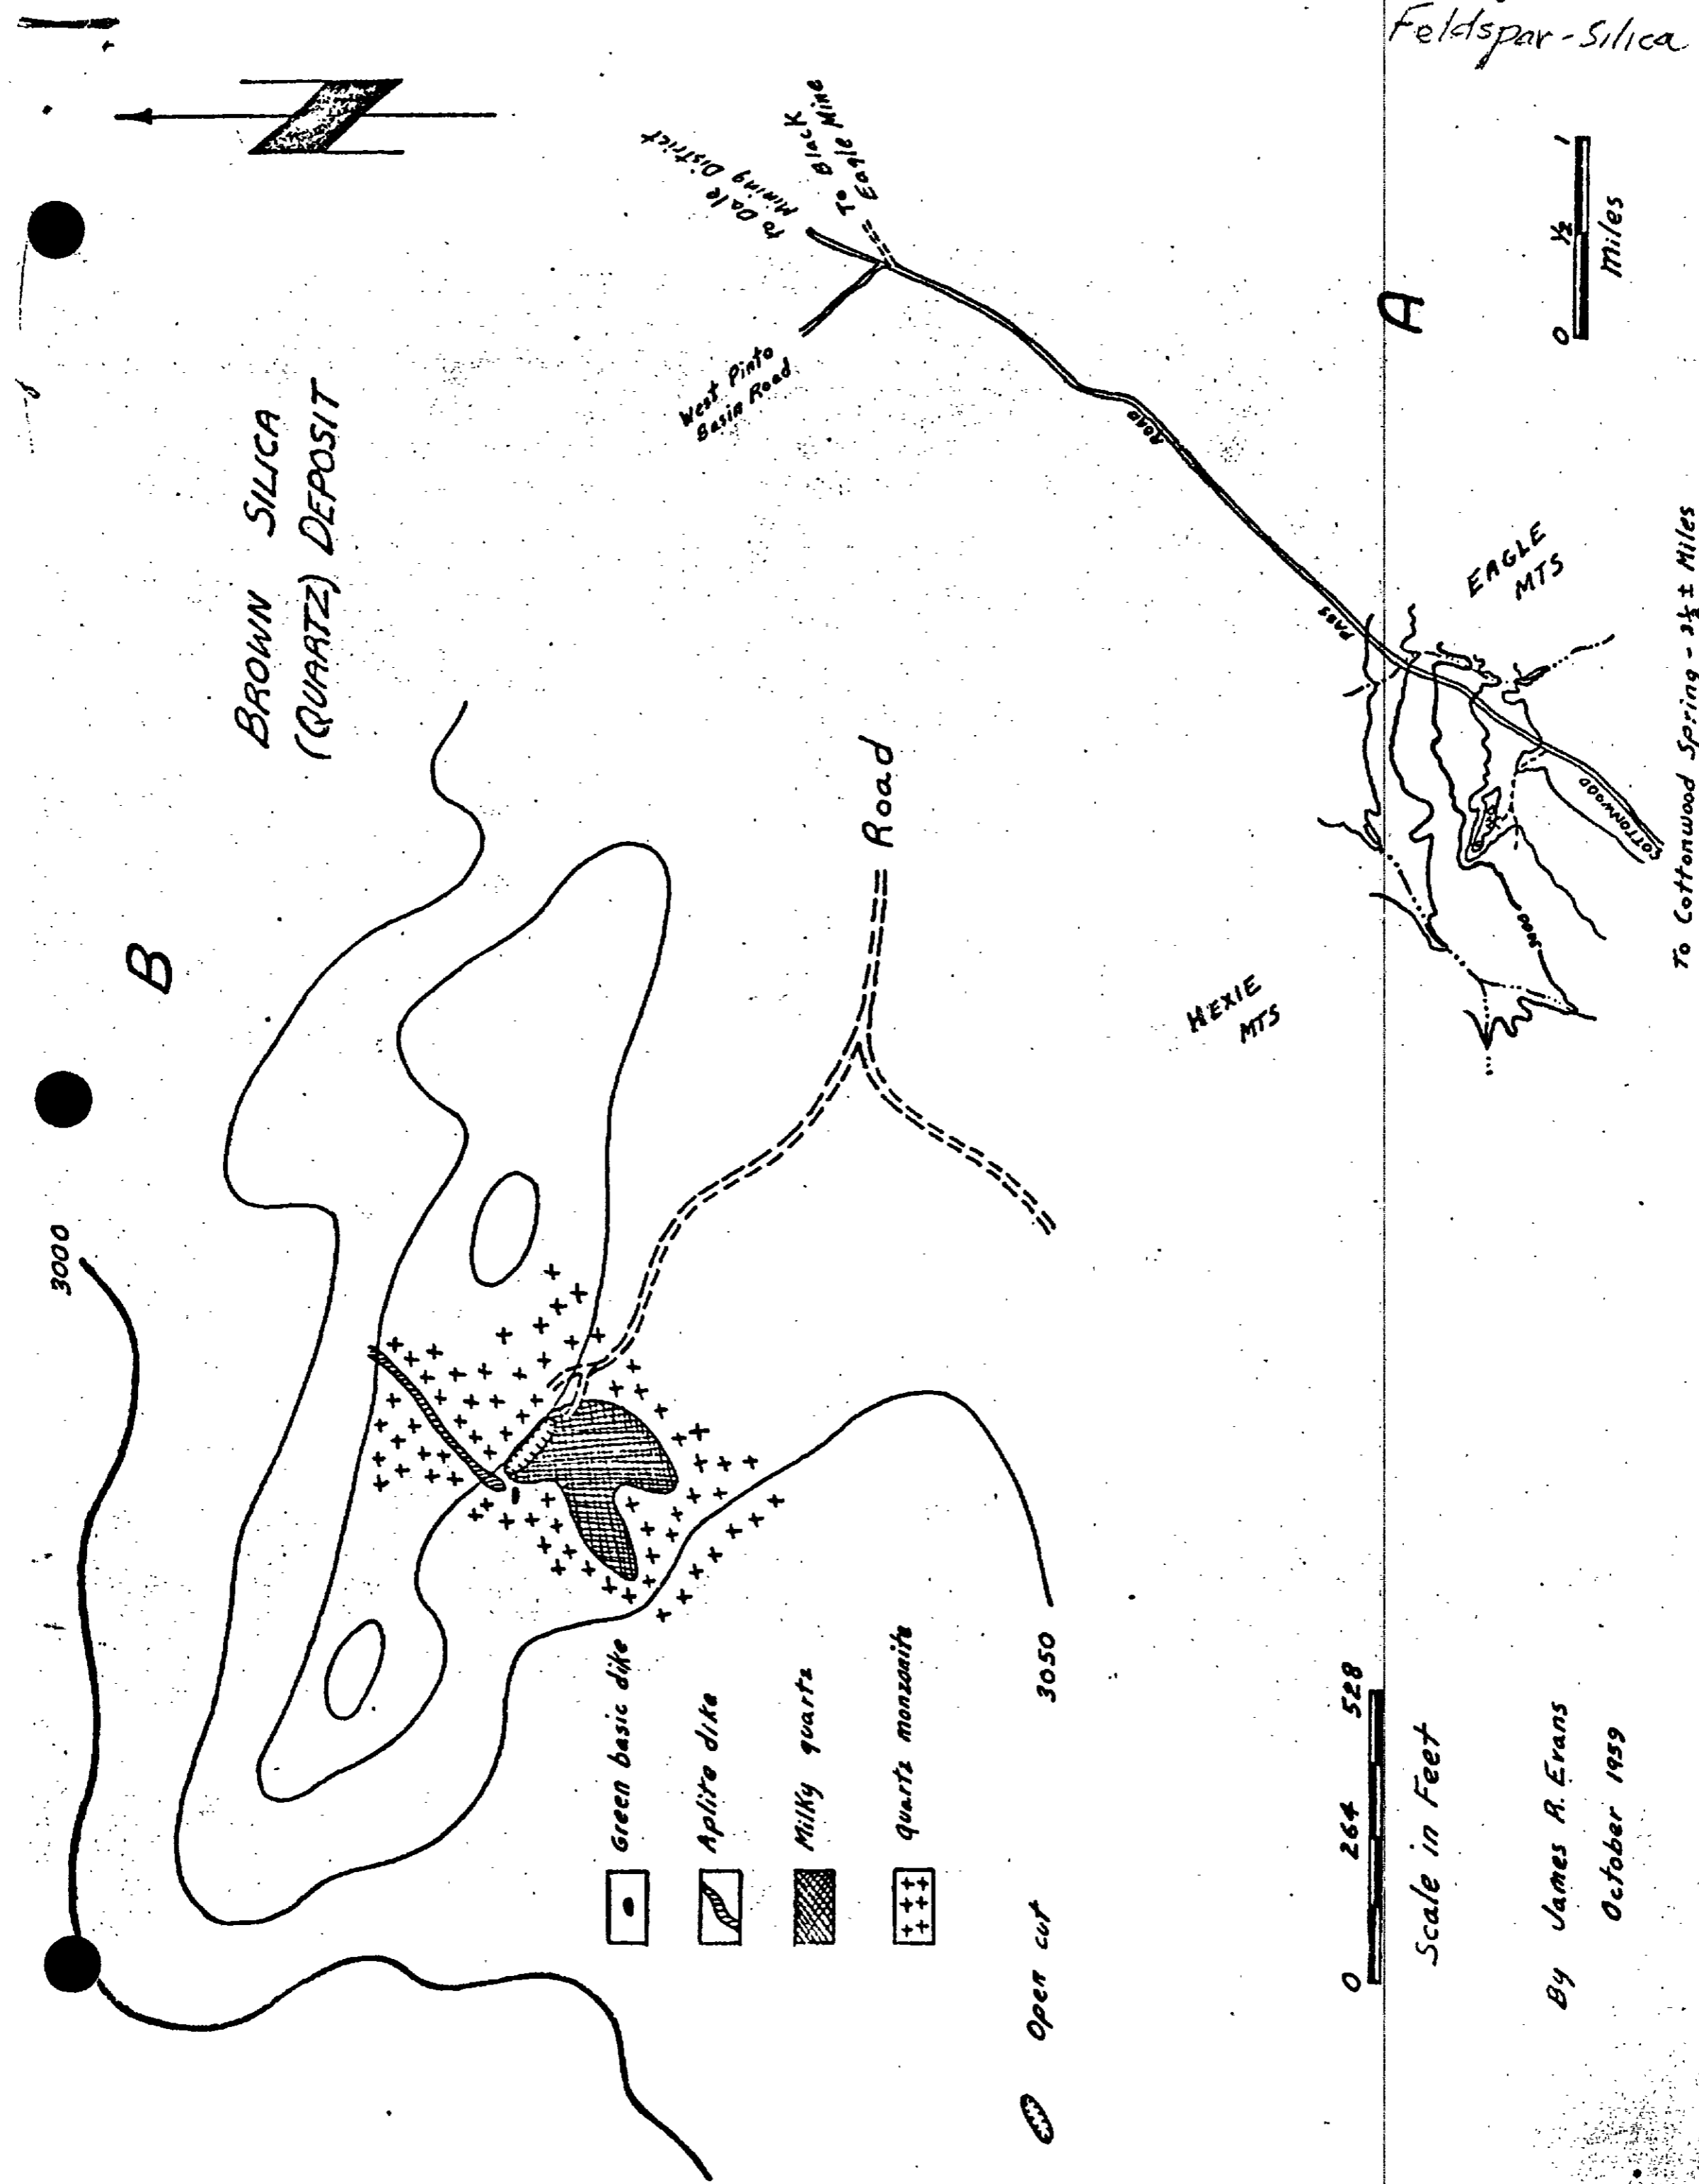 Feldspar-Silica
BROWN SILICA
(QUARTZ) DEPOSIT
B
3000
Road
To Dale
Mining District
To Black
Eagle Mine
West Pinto
Basin Road
PASS
ROAD
A
EAGLE
MTS
HEXIE
MTS
3000
COTTONWOOD
To Cottonwood Spring - 2½ ± Miles
0 ½ 1
Miles
Green basic dike
Aplite dike
Milky quartz
quartz monzonite
Open cut
3050
0 264 528
Scale in Feet
By James R. Evans
October 1959